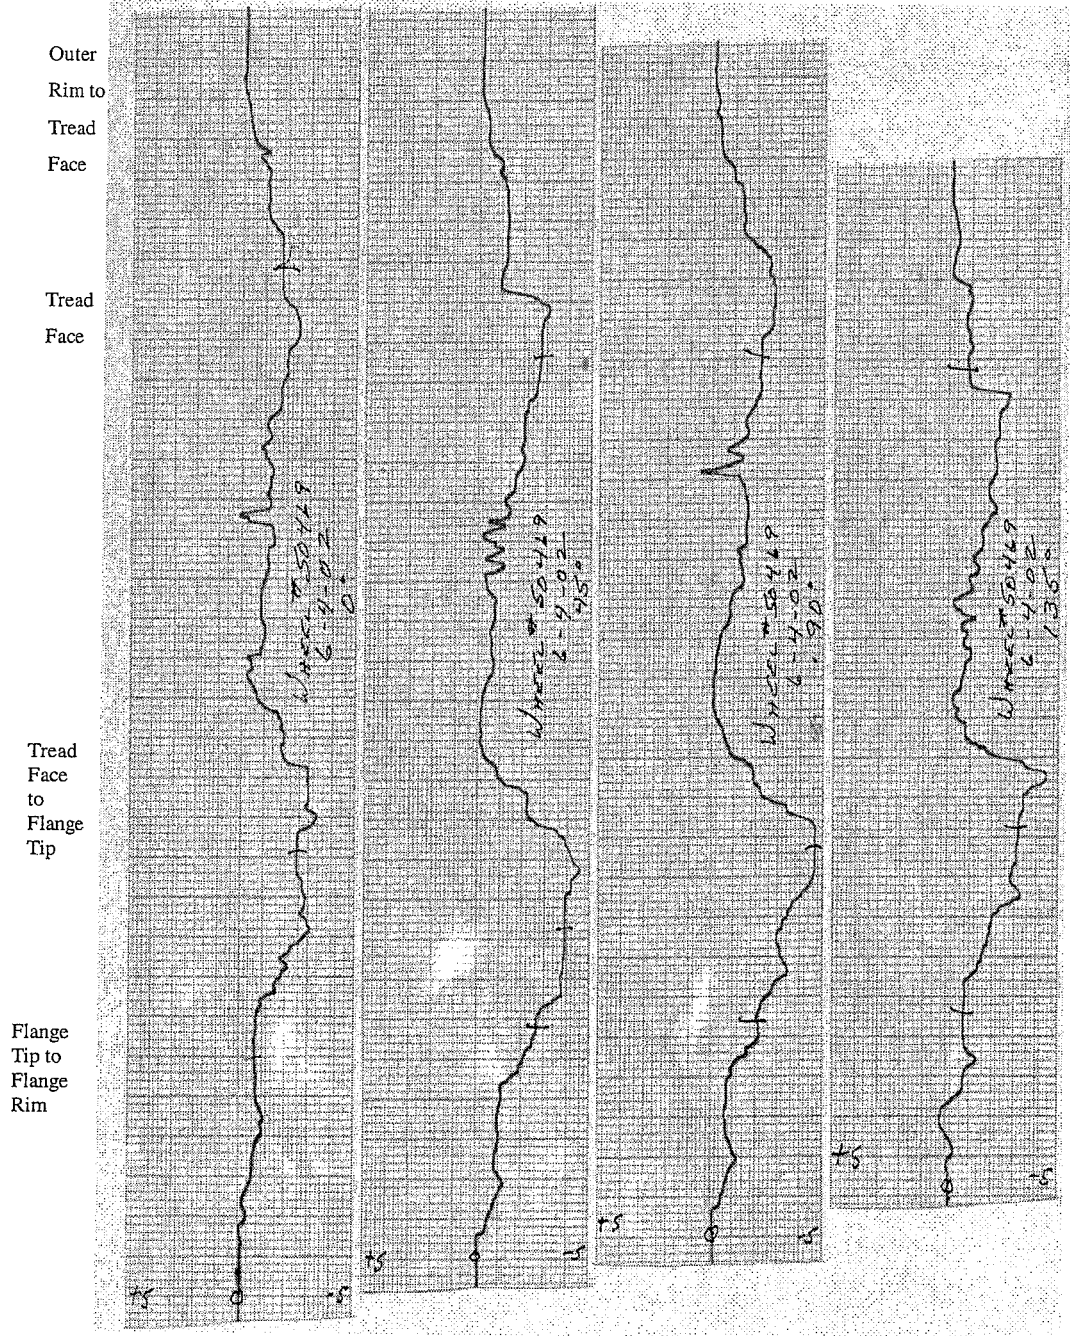 Outer
Rim to
Tread
Face
Tread
Face
Tread
Face
to
Flange
Tip
Flange
Tip to
Flange
Rim
WHEEL # 50469
6-4-02
0°
WHEEL # 50469
6-4-02
45°
WHEEL # 50469
6-4-02
90°
WHEEL # 50469
6-4-02
135°
+5
0
-5
+5
0
-5
+5
0
-5
+5
0
-5